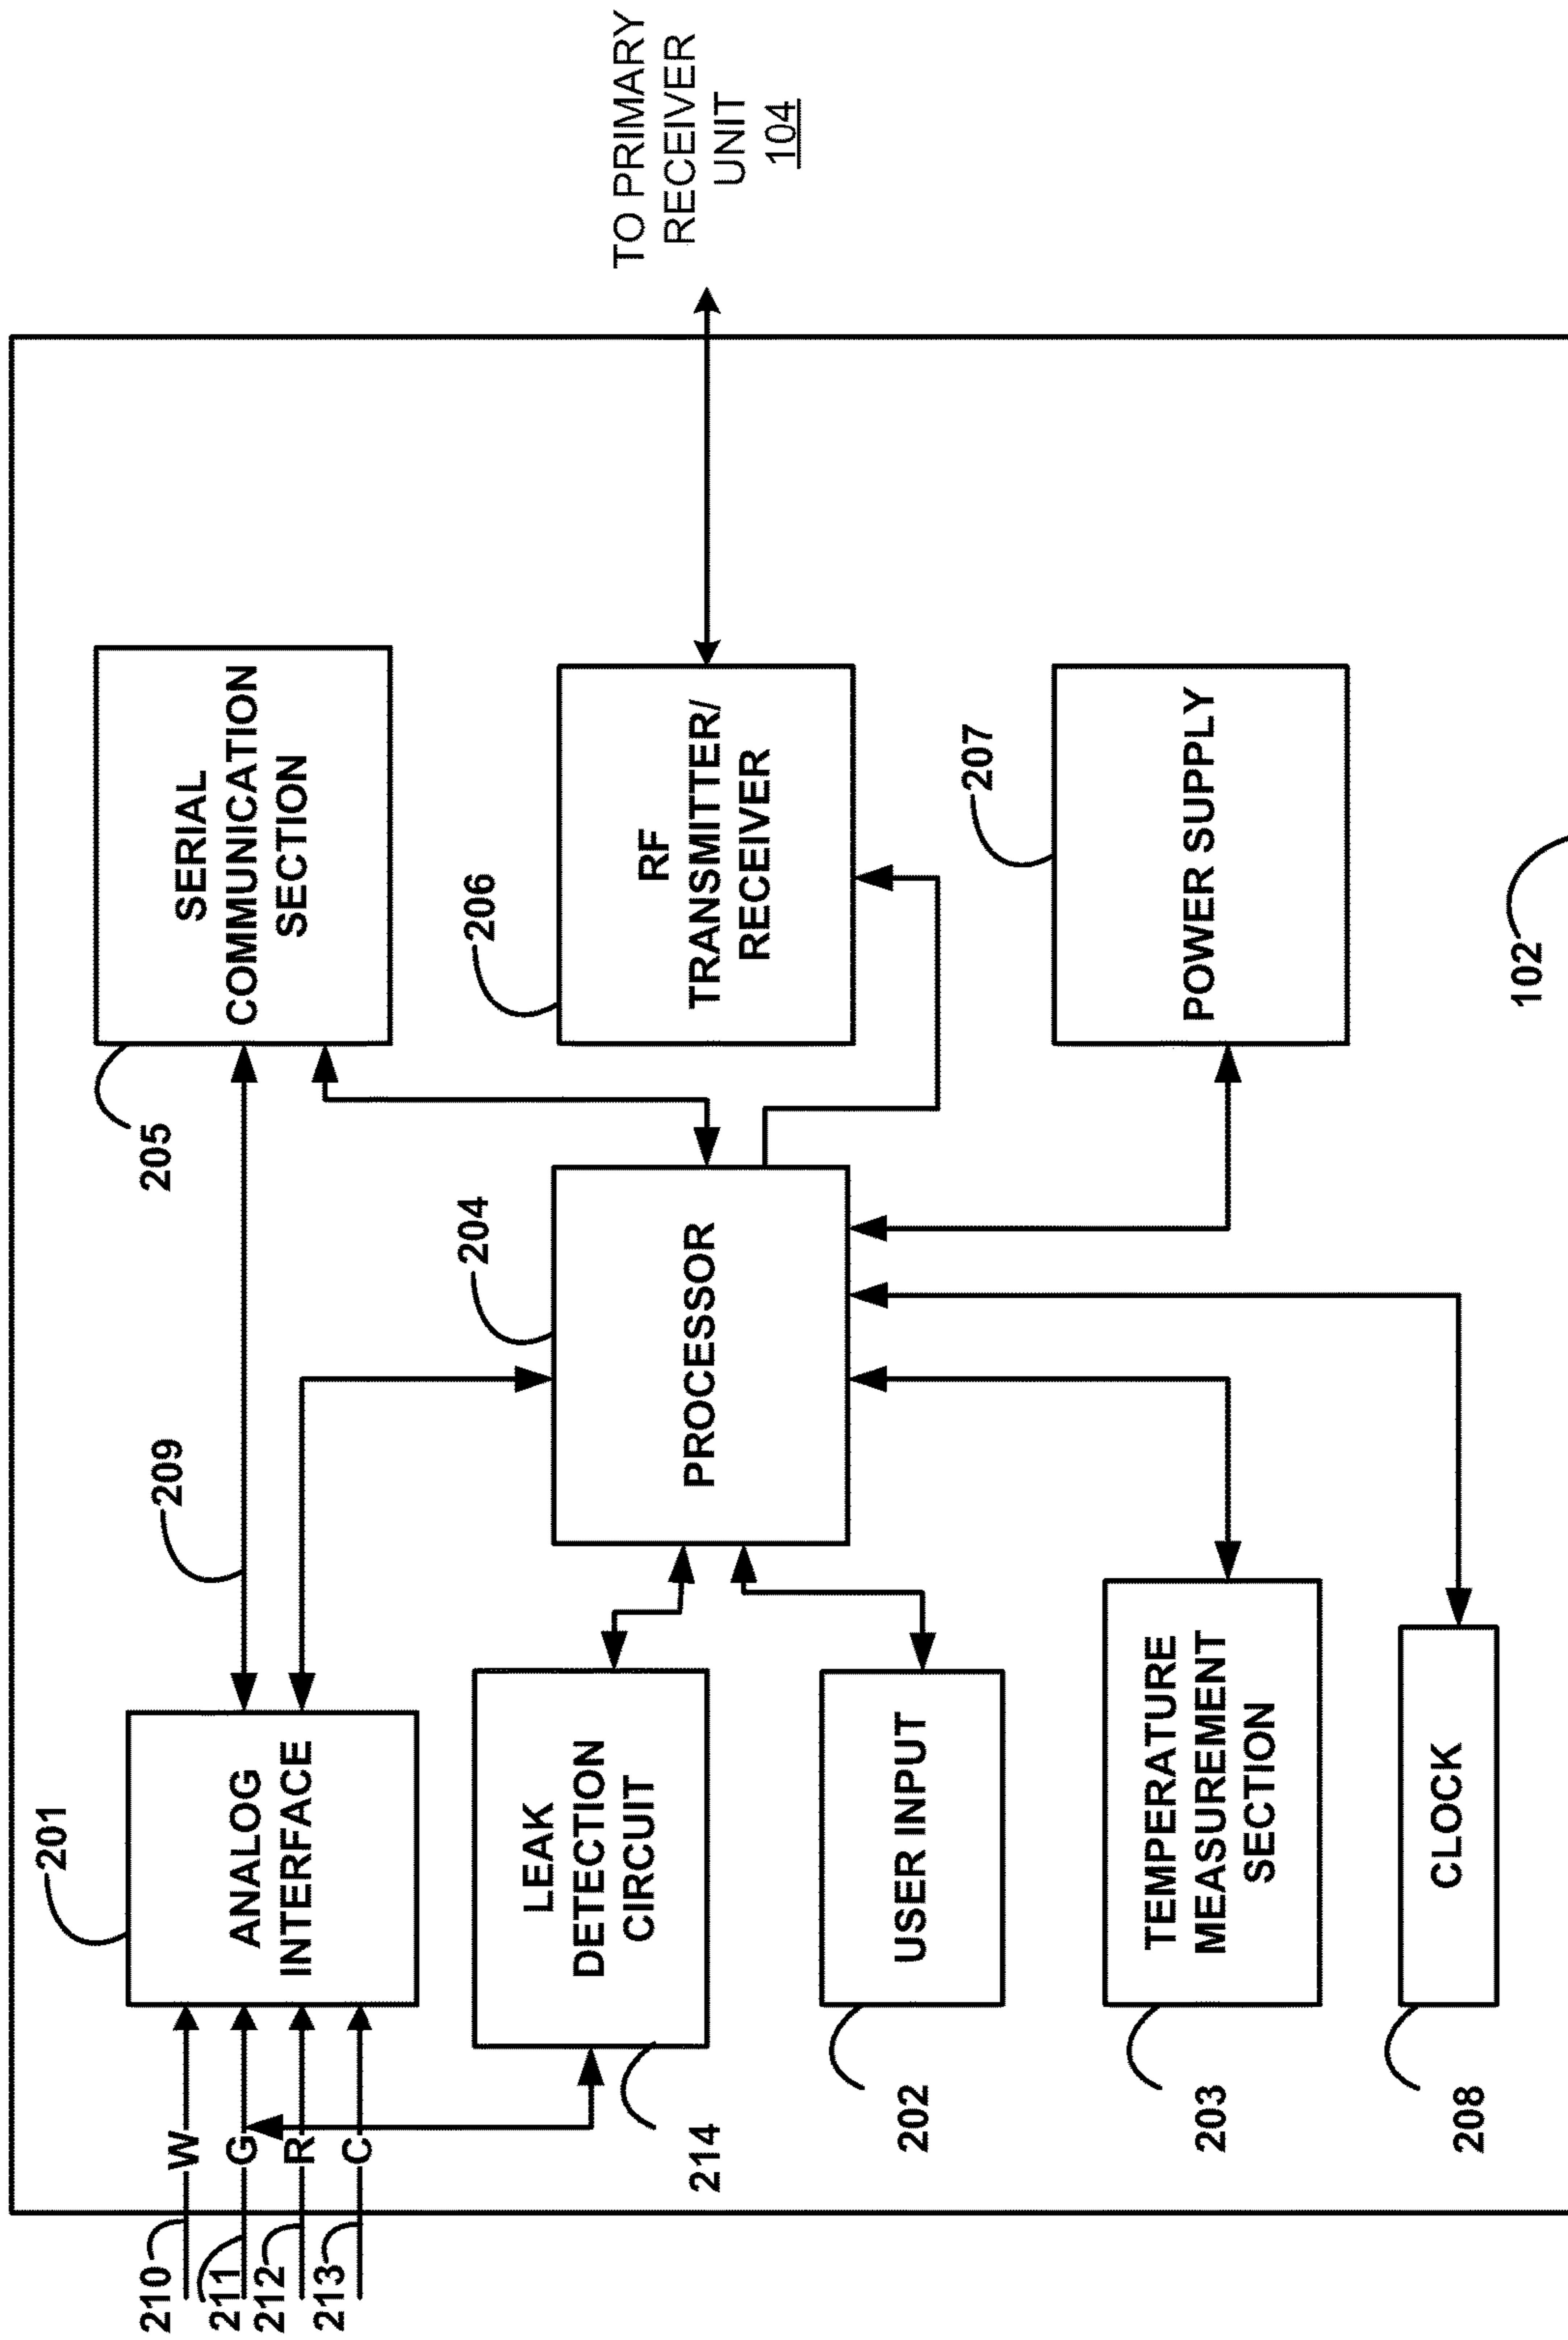 210
W
211
G
212
R
213
C
201
ANALOG
INTERFACE
209
205
SERIAL
COMMUNICATION
SECTION
214
LEAK
DETECTION
CIRCUIT
204
PROCESSOR
206
RF
TRANSMITTER/
RECEIVER
TO PRIMARY
RECEIVER
UNIT
104
202
USER INPUT
203
TEMPERATURE
MEASUREMENT
SECTION
207
POWER SUPPLY
208
CLOCK
102